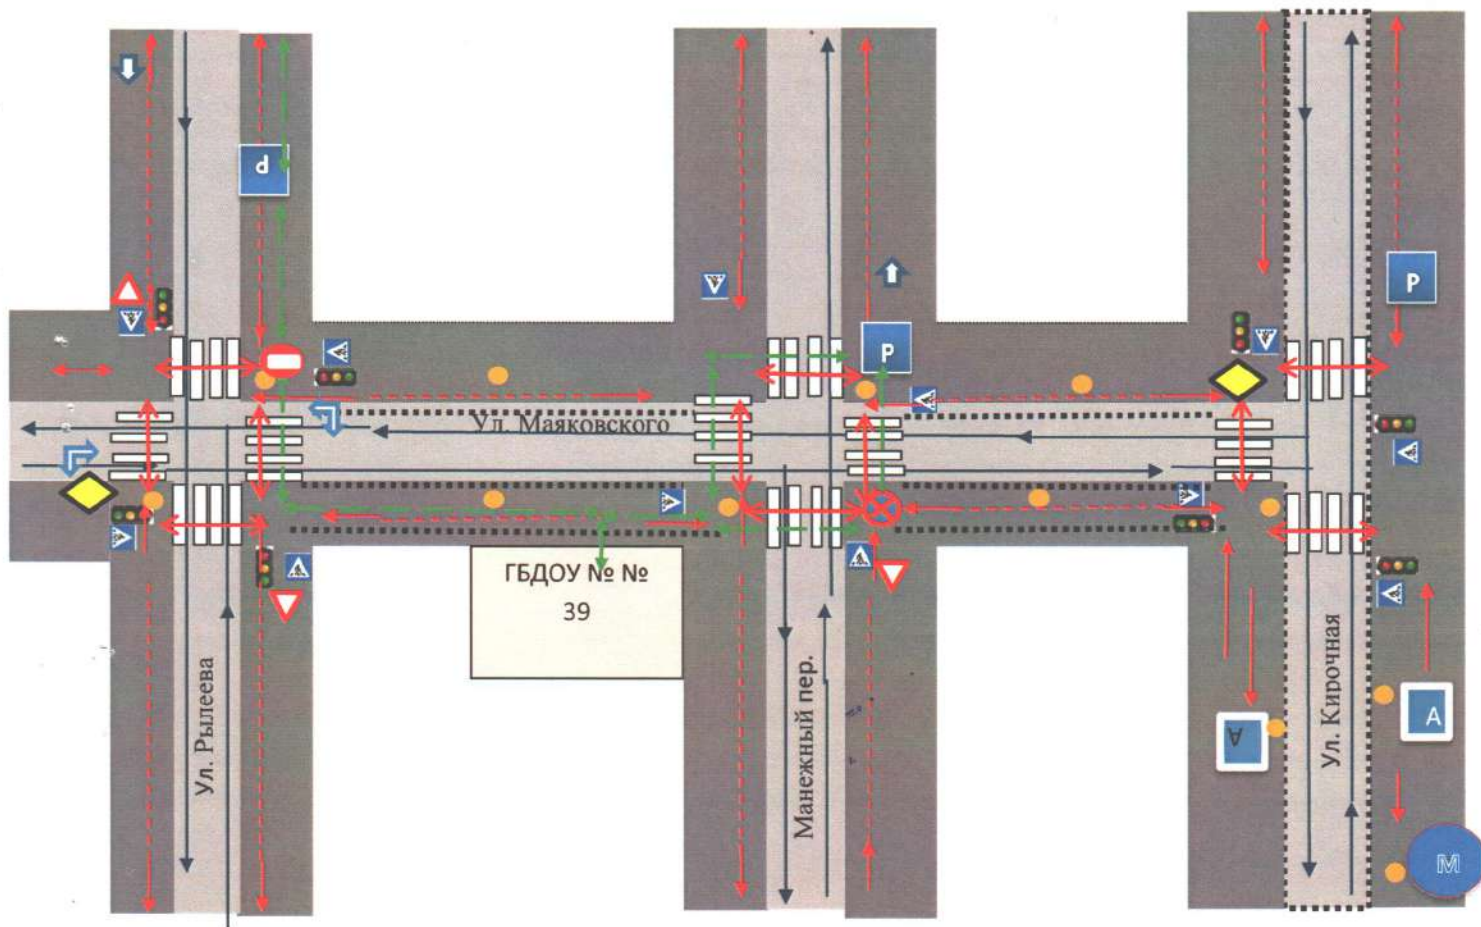 P
P
P
Ул. Маяковского
ГБДОУ № №
39
Ул. Рылеева
Манежный пер.
Ул. Кирочная
А
А
М